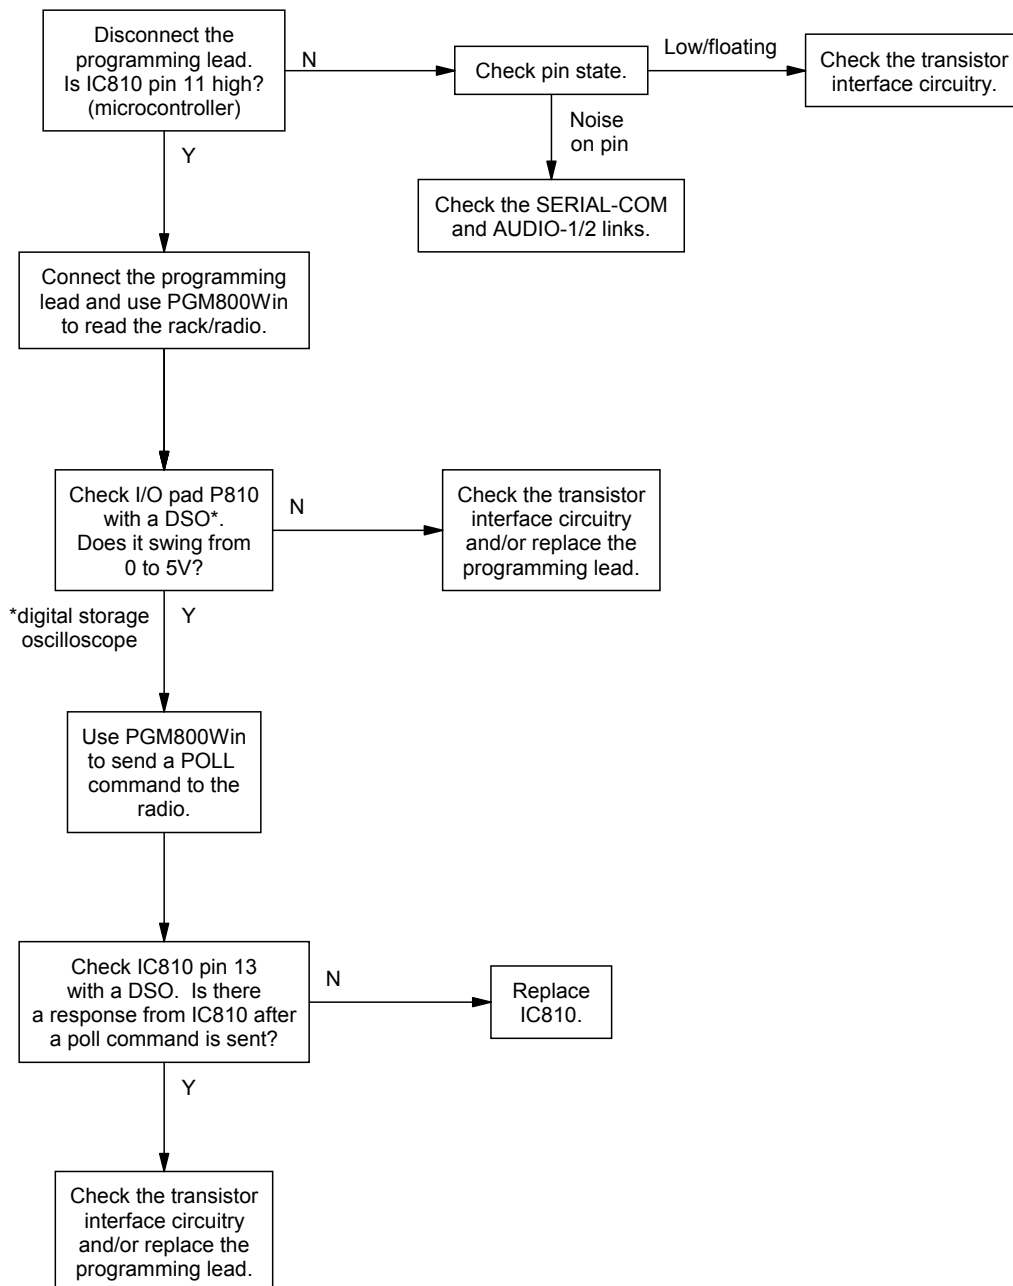 Disconnect the
programming lead.
Is IC810 pin 11 high?
(microcontroller)
N
Check pin state.
Low/floating
Check the transistor
interface circuitry.
Y
Noise
on pin
Check the SERIAL-COM
and AUDIO-1/2 links.
Connect the programming
lead and use PGM800Win
to read the rack/radio.
Check I/O pad P810
with a DSO*.
Does it swing from
0 to 5V?
N
Check the transistor
interface circuitry
and/or replace the
programming lead.
*digital storage
oscilloscope
Y
Use PGM800Win
to send a POLL
command to the
radio.
Check IC810 pin 13
with a DSO.  Is there
a response from IC810 after
a poll command is sent?
N
Replace
IC810.
Y
Check the transistor
interface circuitry
and/or replace the
programming lead.